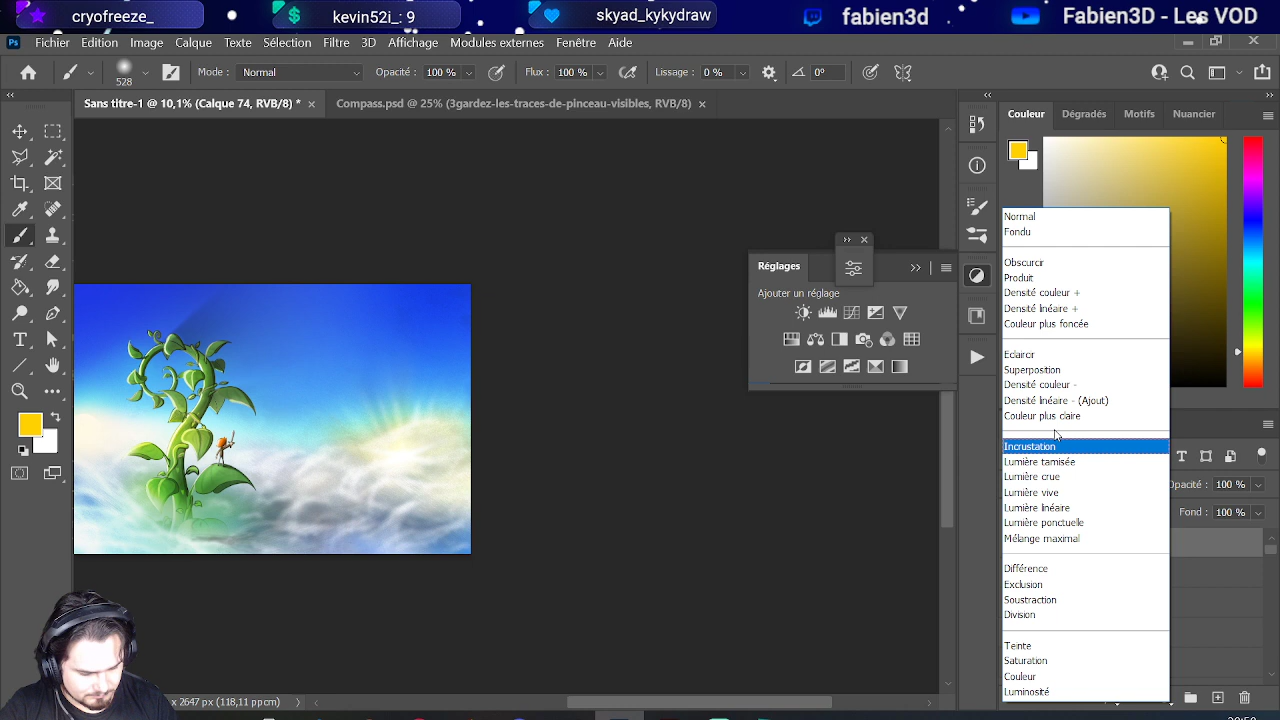 cryofreeze_
kevin52i_: 9
skyad_kykydraw
fabien3d
Fabien3D - Les VOD
Ps Fichier Edition Image Calque Texte Sélection Filtre 3D Affichage Modules externes Fenêtre Aide
528 Mode : Normal Opacité : 100 % Flux : 100 % Lissage : 0 % 0°
Sans titre-1 @ 10,1% (Calque 74, RVB/8) *
Compass.psd @ 25% (3gardez-les-traces-de-pinceau-visibles, RVB/8)
Couleur Dégradés Motifs Nuancier
Réglages
Ajouter un réglage
Normal
Fondu
Obscurcir
Produit
Densité couleur +
Densité linéaire +
Couleur plus foncée
Eclaircir
Superposition
Densité couleur -
Densité linéaire - (Ajout)
Couleur plus claire
Incrustation
Lumière tamisée
Lumière crue
Lumière vive
Lumière linéaire
Lumière ponctuelle
Mélange maximal
Différence
Exclusion
Soustraction
Division
Teinte
Saturation
Couleur
Luminosité
Opacité : 100 %
Fond : 100 %
x 2647 px (118,11 ppcm)